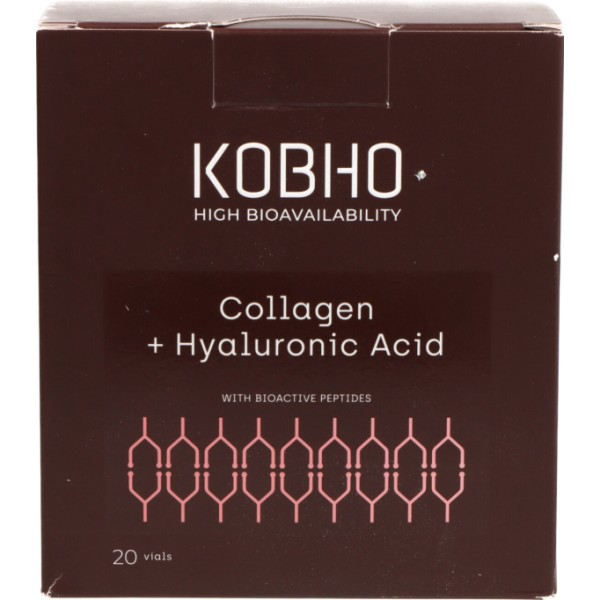 KOBHO
HIGH BIOAVAILABILITY
Collagen
+ Hyaluronic Acid
WITH BIOACTIVE PEPTIDES
20 vials